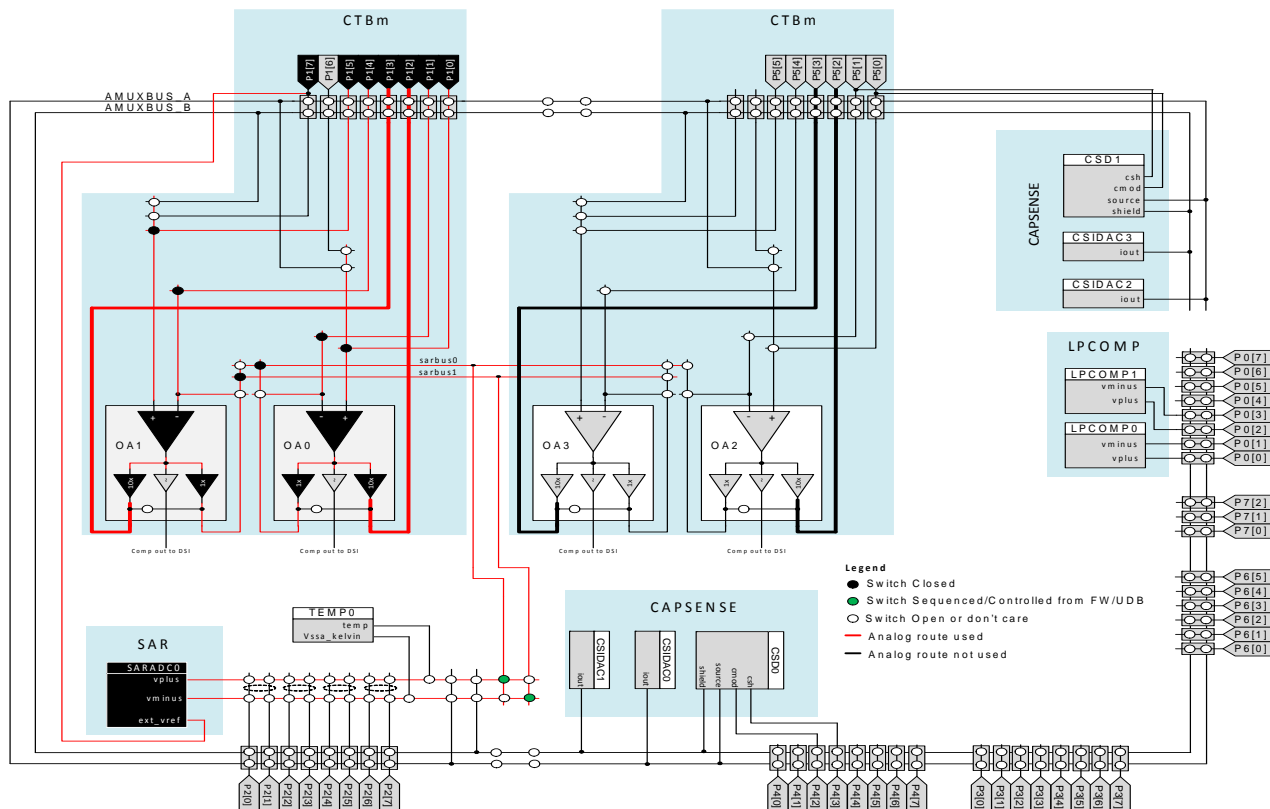 CTBm
CTBm
P1[7]
P1[6]
P1[5]
P1[4]
P1[3]
P1[2]
P1[1]
P1[0]
P5[5]
P5[4]
P5[3]
P5[2]
P5[1]
P5[0]
AMUXBUS_A
AMUXBUS_B
CAPSENSE
CSD1
csh
cmod
source
shield
CSIDAC3
iout
CSIDAC2
iout
LPCOMP
LPCOMP1
vminus
vplus
LPCOMP0
vminus
vplus
P0[7]
P0[6]
P0[5]
P0[4]
P0[3]
P0[2]
P0[1]
P0[0]
P7[2]
P7[1]
P7[0]
P6[5]
P6[4]
P6[3]
P6[2]
P6[1]
P6[0]
sarbus0
sarbus1
+
-
OA1
10x
~
1x
Comp out to DSI
-
+
OA0
1x
~
10x
Comp out to DSI
+
-
OA3
10x
~
1x
Comp out to DSI
-
+
OA2
1x
~
10x
Comp out to DSI
Legend
Switch Closed
Switch Sequenced/Controlled from FW/UDB
Switch Open or don't care
Analog route used
Analog route not used
SAR
SARADC0
vplus
vminus
ext_vref
TEMP0
temp
Vssa_kelvin
CAPSENSE
CSIDAC1
iout
CSIDAC0
iout
CSD0
shield
source
cmod
csh
P2[0]
P2[1]
P2[2]
P2[3]
P2[4]
P2[5]
P2[6]
P2[7]
P4[0]
P4[1]
P4[2]
P4[3]
P4[4]
P4[5]
P4[6]
P4[7]
P3[0]
P3[1]
P3[2]
P3[3]
P3[4]
P3[5]
P3[6]
P3[7]